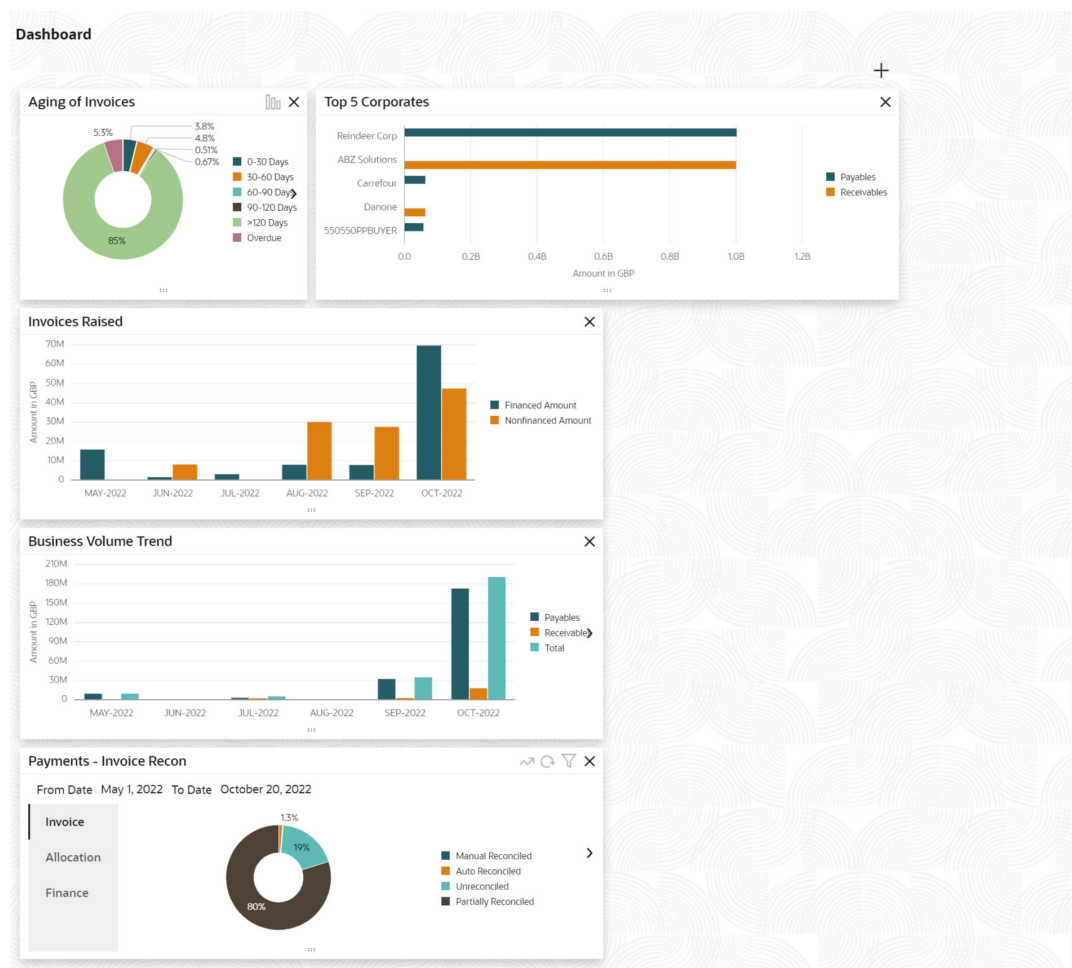 Dashboard
Aging of Invoices
5.3%
3.8%
4.8%
0.51%
0.67%
85%
0-30 Days
30-60 Days
60-90 Days
90-120 Days
>120 Days
Overdue
Top 5 Corporates
Reindeer Corp
ABZ Solutions
Carrefour
Danone
550550PPBUYER
0.0 0.2B 0.4B 0.6B 0.8B 1.0B 1.2B
Amount in GBP
Payables
Receivables
Invoices Raised
Amount in GBP
70M
60M
50M
40M
30M
20M
10M
0
MAY-2022 JUN-2022 JUL-2022 AUG-2022 SEP-2022 OCT-2022
Financed Amount
Nonfinanced Amount
Business Volume Trend
Amount in GBP
210M
180M
150M
120M
90M
60M
30M
0
MAY-2022 JUN-2022 JUL-2022 AUG-2022 SEP-2022 OCT-2022
Payables
Receivables
Total
Payments - Invoice Recon
From Date May 1, 2022 To Date October 20, 2022
Invoice
Allocation
Finance
1.3%
19%
80%
Manual Reconciled
Auto Reconciled
Unreconciled
Partially Reconciled